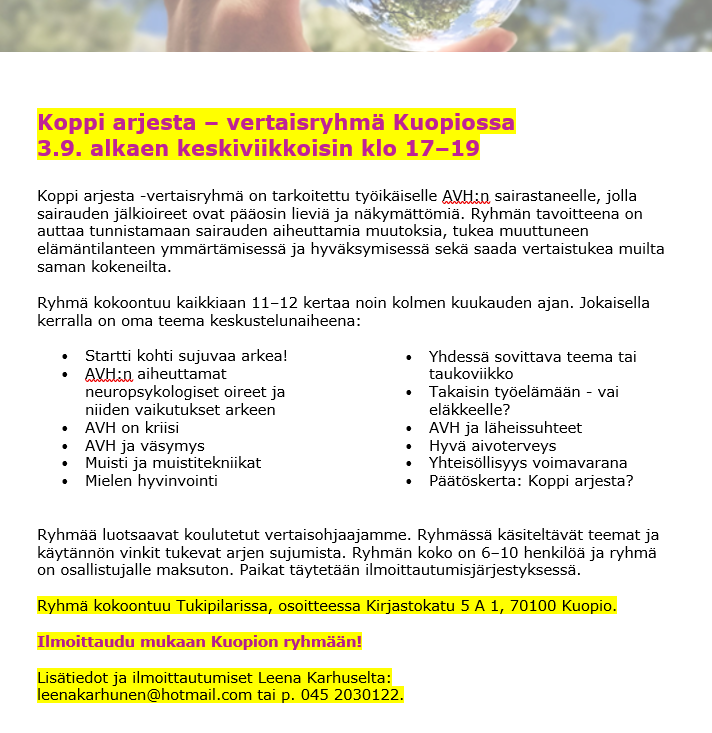 Koppi arjesta – vertaisryhmä Kuopiossa
3.9. alkaen keskiviikkoisin klo 17–19
Koppi arjesta -vertaisryhmä on tarkoitettu työikäiselle AVH:n sairastaneelle, jolla
sairauden jälkioireet ovat pääosin lieviä ja näkymättömiä. Ryhmän tavoitteena on
auttaa tunnistamaan sairauden aiheuttamia muutoksia, tukea muuttuneen
elämäntilanteen ymmärtämisessä ja hyväksymisessä sekä saada vertaistukea muilta
saman kokeneilta.
Ryhmä kokoontuu kaikkiaan 11–12 kertaa noin kolmen kuukauden ajan. Jokaisella
kerralla on oma teema keskustelunaiheena:
• Startti kohti sujuvaa arkea!
• AVH:n aiheuttamat
neuropsykologiset oireet ja
niiden vaikutukset arkeen
• AVH on kriisi
• AVH ja väsymys
• Muisti ja muistitekniikat
• Mielen hyvinvointi
• Yhdessä sovittava teema tai
taukoviikko
• Takaisin työelämään - vai
eläkkeelle?
• AVH ja läheissuhteet
• Hyvä aivoterveys
• Yhteisöllisyys voimavarana
• Päätöskerta: Koppi arjesta?
Ryhmää luotsaavat koulutetut vertaisohjaajamme. Ryhmässä käsiteltävät teemat ja
käytännön vinkit tukevat arjen sujumista. Ryhmän koko on 6–10 henkilöä ja ryhmä
on osallistujalle maksuton. Paikat täytetään ilmoittautumisjärjestyksessä.
Ryhmä kokoontuu Tukipilarissa, osoitteessa Kirjastokatu 5 A 1, 70100 Kuopio.
Ilmoittaudu mukaan Kuopion ryhmään!
Lisätiedot ja ilmoittautumiset Leena Karhuselta:
leenakarhunen@hotmail.com tai p. 045 2030122.